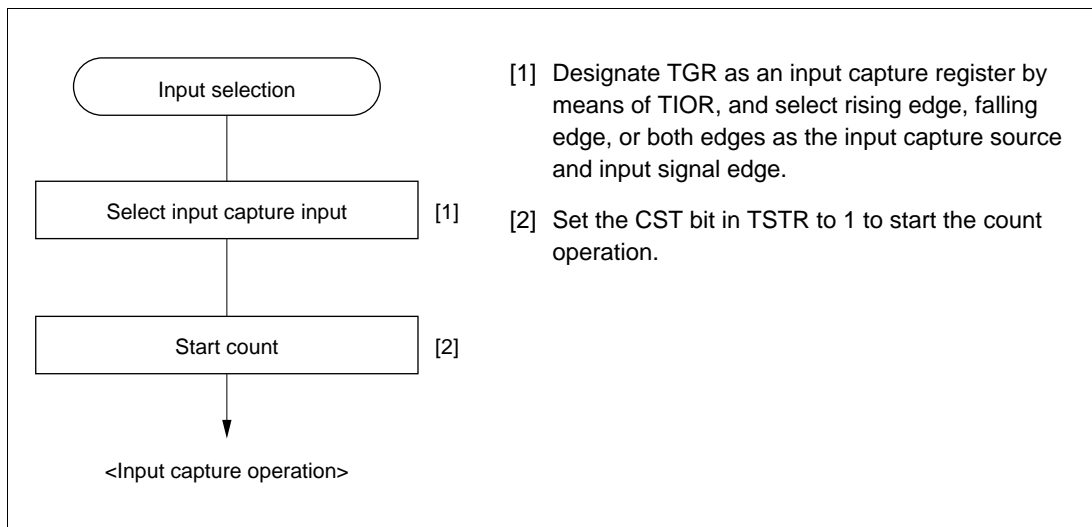 Input selection
Select input capture input
[1]
Start count
[2]
<Input capture operation>
[1] Designate TGR as an input capture register by
means of TIOR, and select rising edge, falling
edge, or both edges as the input capture source
and input signal edge.
[2] Set the CST bit in TSTR to 1 to start the count
operation.